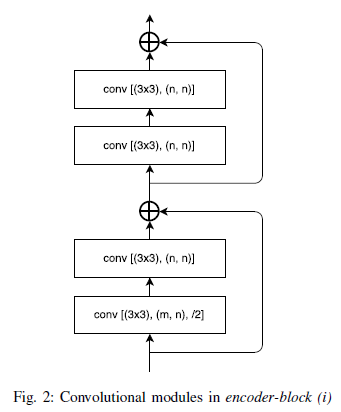 conv [(3x3), (n, n)]
conv [(3x3), (n, n)]
conv [(3x3), (n, n)]
conv [(3x3), (m, n), /2]
Fig. 2: Convolutional modules in encoder-block (i)